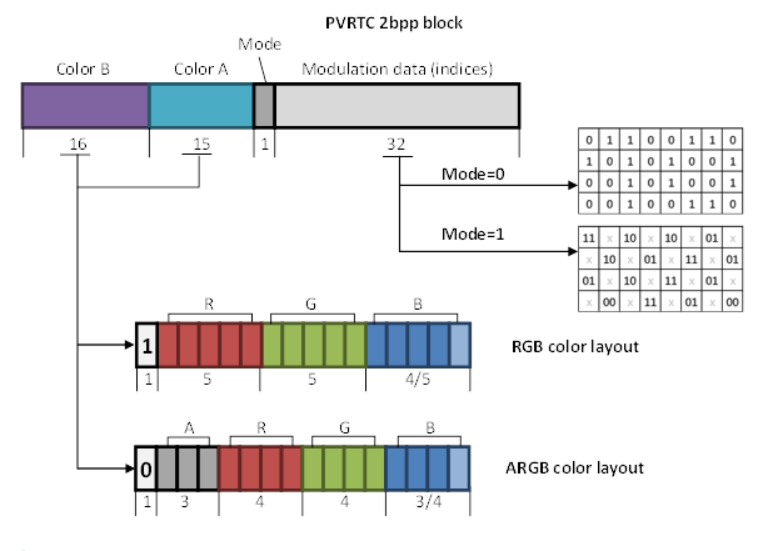 PVRTC 2bpp block
Mode
Color B Color A Modulation data (indices)
16 15 1 32
Mode=0
0 1 1 0 0 1 1 0
1 0 1 0 1 0 0 1
0 0 1 0 1 0 0 1
0 0 1 0 0 1 1 0
Mode=1
11 x 10 x 10 x 01 x
x 10 x 01 x 11 x 01
01 x 10 x 11 x 01 x
x 00 x 11 x 01 x 00
R G B
1
RGB color layout
1 5 5 4/5
A R G B
0
ARGB color layout
1 3 4 4 3/4